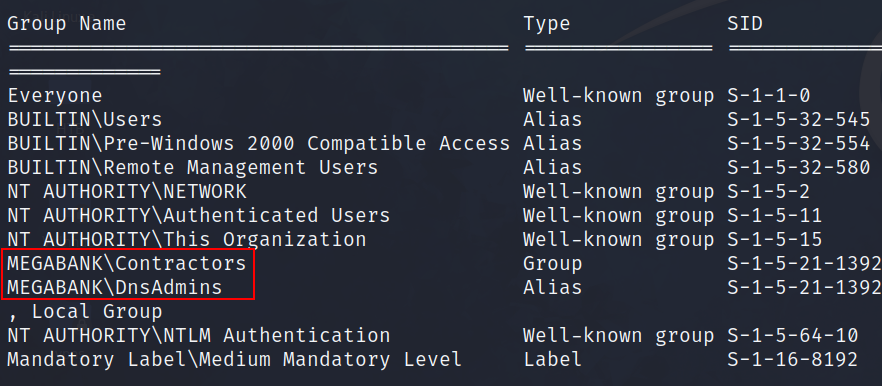 Group Name Type SID
============================================ ================= ==============
=============
Everyone Well-known group S-1-1-0
BUILTIN\Users Alias S-1-5-32-545
BUILTIN\Pre-Windows 2000 Compatible Access Alias S-1-5-32-554
BUILTIN\Remote Management Users Alias S-1-5-32-580
NT AUTHORITY\NETWORK Well-known group S-1-5-2
NT AUTHORITY\Authenticated Users Well-known group S-1-5-11
NT AUTHORITY\This Organization Well-known group S-1-5-15
MEGABANK\Contractors Group S-1-5-21-1392
MEGABANK\DnsAdmins Alias S-1-5-21-1392
, Local Group
NT AUTHORITY\NTLM Authentication Well-known group S-1-5-64-10
Mandatory Label\Medium Mandatory Level Label S-1-16-8192